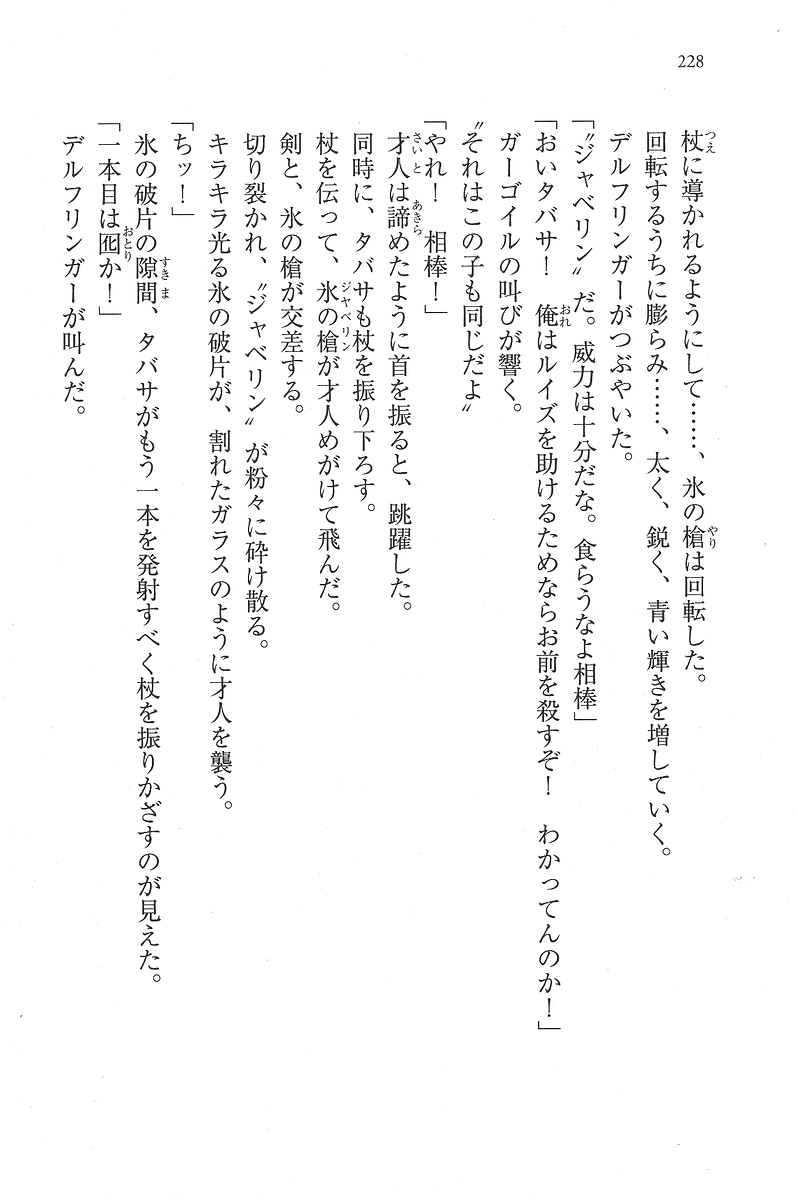 228
杖に導かれるようにして……、氷の槍は回転した。
回転するうちに膨らみ……、太く、鋭く、青い輝きを増していく。
デルフリンガーがつぶやいた。
「〝ジャベリン〟だ。威力は十分だな。食らうなよ相棒」
「おいタバサ！　俺はルイズを助けるためならお前を殺すぞ！　わかってんのか！」
ガーゴイルの叫びが響く。
〝それはこの子も同じだよ〟
「やれ！　相棒！」
才人は諦めたように首を振ると、跳躍した。
同時に、タバサも杖を振り下ろす。
杖を伝って、氷の槍が才人めがけて飛んだ。
剣と、氷の槍が交差する。
切り裂かれ、〝ジャベリン〟が粉々に砕け散る。
キラキラ光る氷の破片が、割れたガラスのように才人を襲う。
「ちッ！」
氷の破片の隙間、タバサがもう一本を発射すべく杖を振りかざすのが見えた。
「一本目は囮か！」
デルフリンガーが叫んだ。